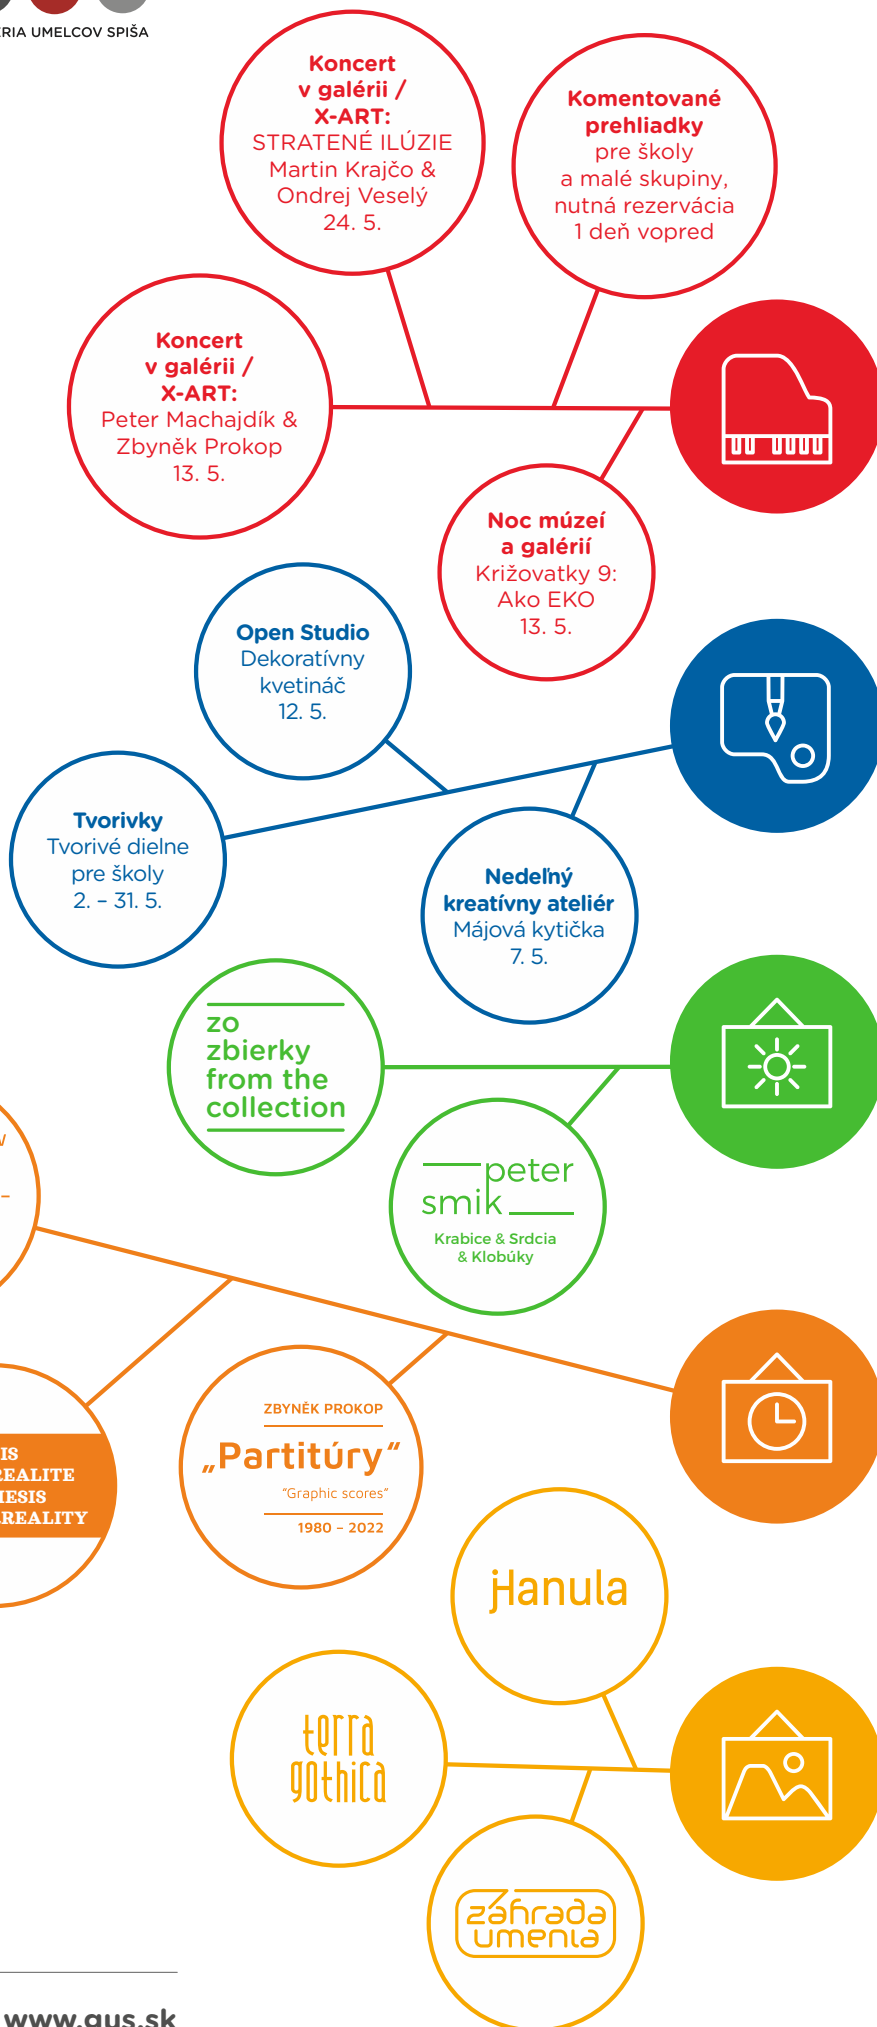 UMELCOV SPIŠA
Koncert
v galérii /
X-ART:
STRATENÉ ILÚZIE
Martin Krajčo &
Ondrej Veselý
24. 5.
Komentované
prehliadky
pre školy
a malé skupiny,
nutná rezervácia
1 deň vopred
Koncert
v galérii /
X-ART:
Peter Machajdík &
Zbyněk Prokop
13. 5.
Noc múzeí
a galérií
Križovatky 9:
Ako EKO
13. 5.
Open Studio
Dekoratívny
kvetináč
12. 5.
Tvorivky
Tvorivé dielne
pre školy
2. – 31. 5.
Nedeľný
kreatívny ateliér
Májová kytička
7. 5.
zo
zbierky
from the
collection
peter
smik
Krabice & Srdcia
& Klobúky
ZBYNĚK PROKOP
„Partitúry“
“Graphic scores”
1980 – 2022
jHanula
terra
gothica
záhrada
umenia
www.gus.sk